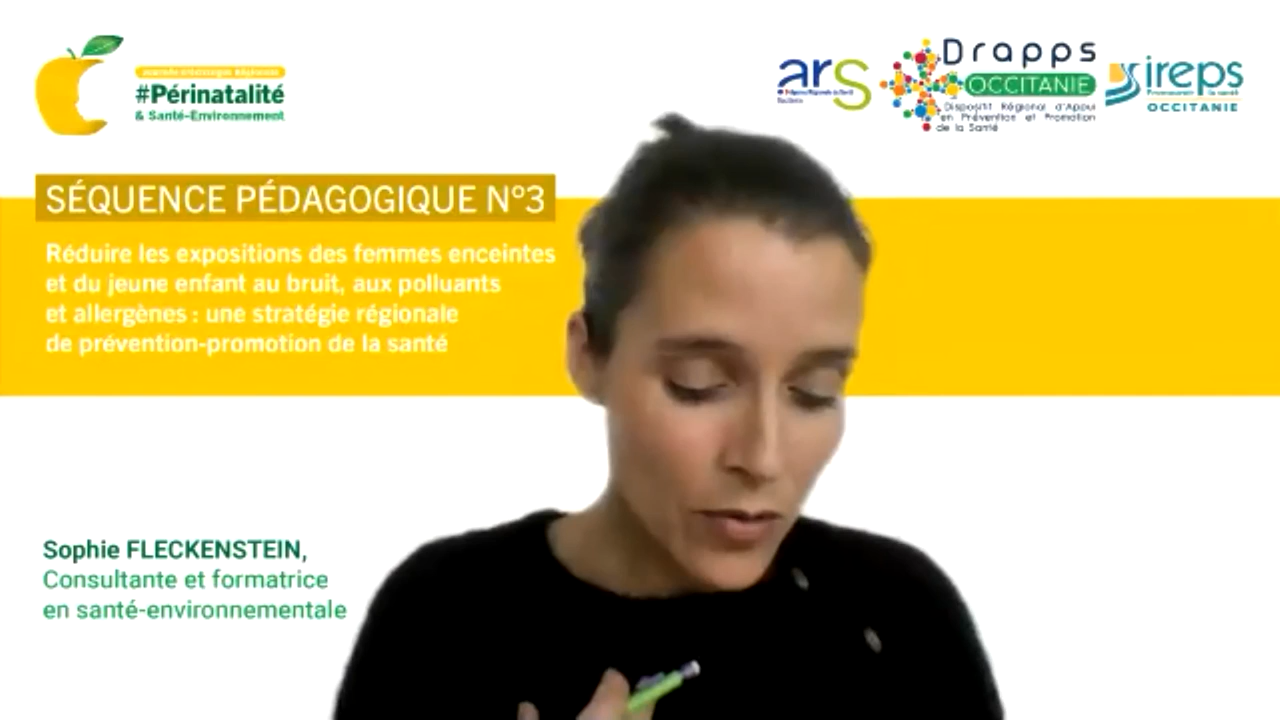 #Périnatalité
& Santé-Environnement
ars
Drapps
OCCITANIE
Dispositif Régional d'Appui
en Prévention et Promotion
de la Santé
ireps
OCCITANIE
SÉQUENCE PÉDAGOGIQUE N°3
Réduire les expositions des femmes enceintes
et du jeune enfant au bruit, aux polluants
et allergènes : une stratégie régionale
de prévention-promotion de la santé
Sophie FLECKENSTEIN,
Consultante et formatrice
en santé-environnementale